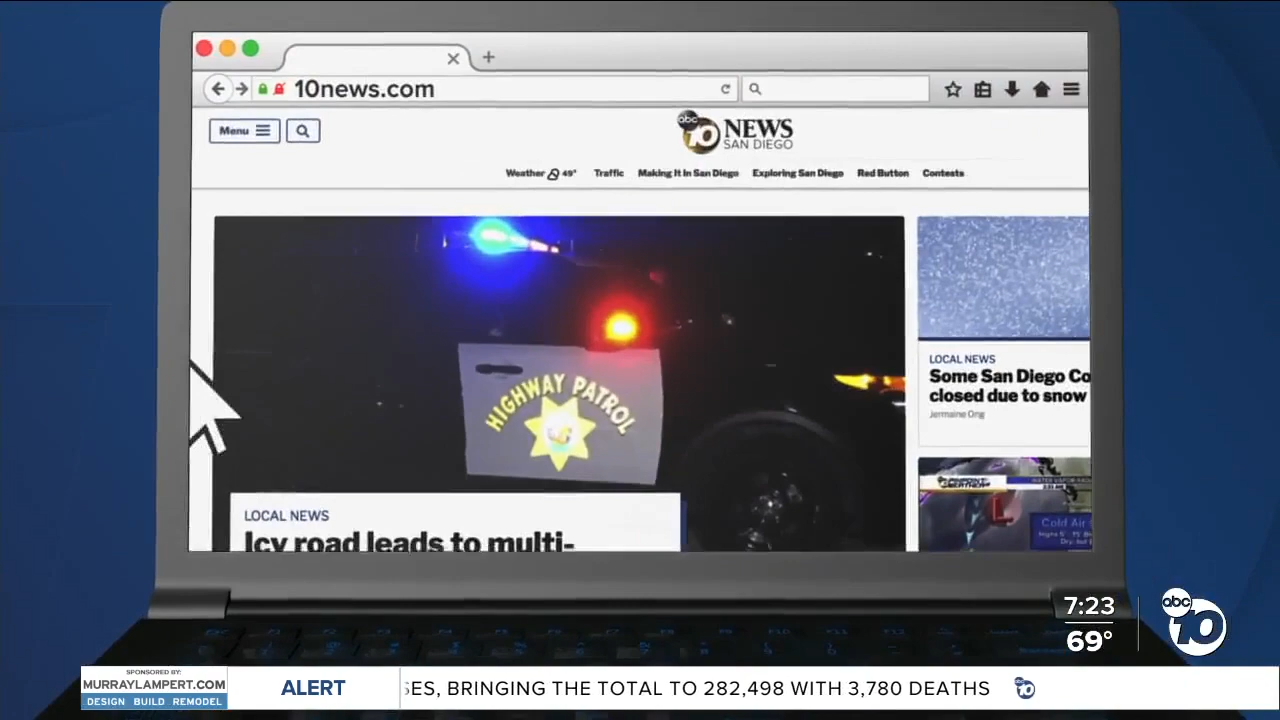 10news.com
Menu
abc 10 NEWS
SAN DIEGO
Weather 49° Traffic Making It In San Diego Exploring San Diego Red Button Contests
HIGHWAY PATROL
LOCAL NEWS
Icy road leads to multi-
LOCAL NEWS
Some San Diego Co
closed due to snow
Jermaine Ong
Cold Air
7:23
69°
abc 10
SPONSORED BY:
MURRAYLAMPERT.COM
DESIGN BUILD REMODEL
ALERT
SES, BRINGING THE TOTAL TO 282,498 WITH 3,780 DEATHS
abc 10